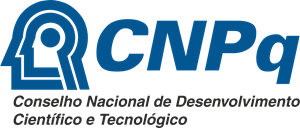 CNPq
Conselho Nacional de Desenvolvimento
Científico e Tecnológico